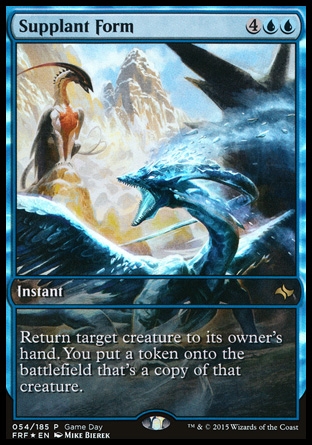 Supplant Form 4
Instant
Return target creature to its owner's
hand. You put a token onto the
battlefield that's a copy of that
creature.
054/185 P Game Day
FRF ★ EN Mike Bierek ™ & © 2015 Wizards of the Coast